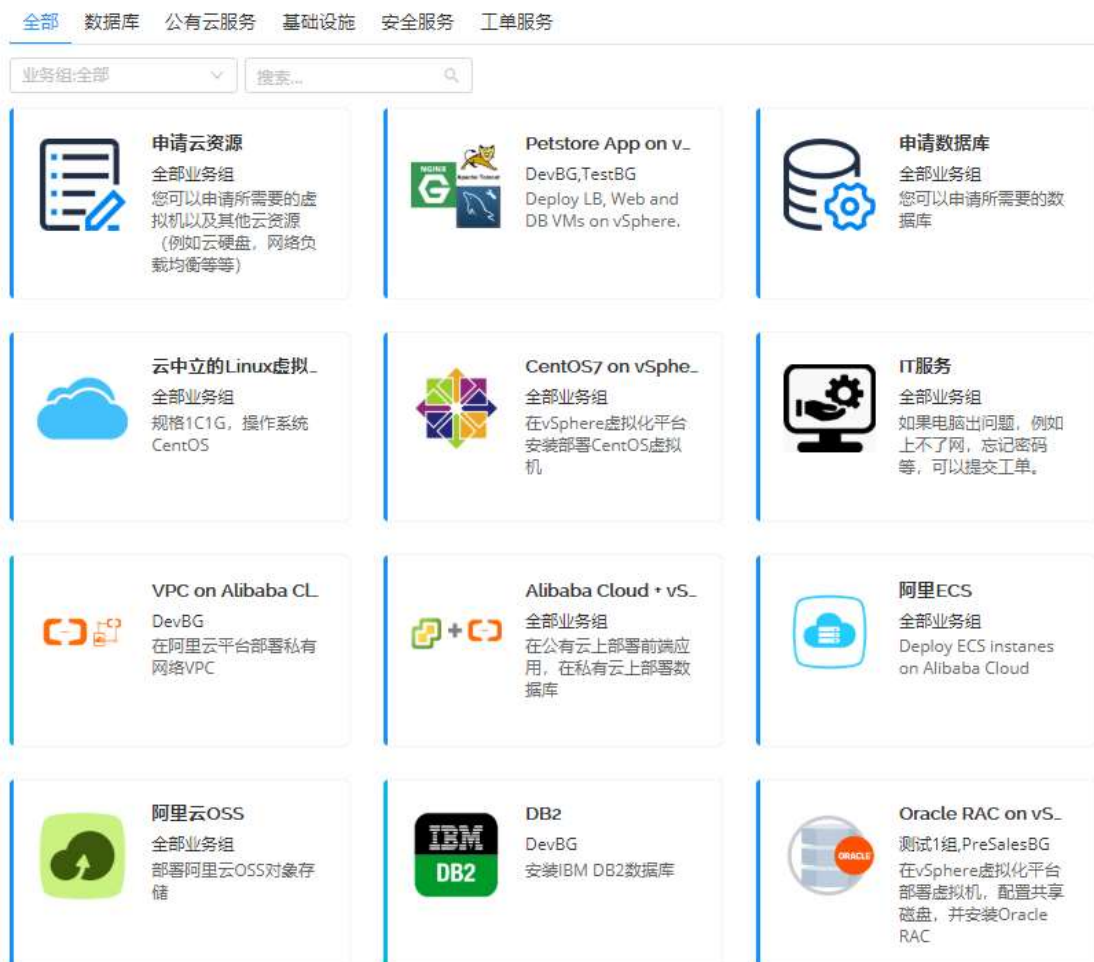 全部 数据库 公有云服务 基础设施 安全服务 工单服务
业务组:全部 搜索...
申请云资源
全部业务组
您可以申请所需要的虚
拟机以及其他云资源
（例如云硬盘，网络负
载均衡等等）
NGINX
Apache Tomcat
Petstore App on v...
DevBG,TestBG
Deploy LB, Web and
DB VMs on vSphere.
申请数据库
全部业务组
您可以申请所需要的数
据库
云中立的Linux虚拟...
全部业务组
规格1C1G，操作系统
CentOS
CentOS7 on vSphe...
全部业务组
在vSphere虚拟化平台
安装部署CentOS虚拟
机
IT服务
全部业务组
如果电脑出问题，例如
上不了网，忘记密码
等，可以提交工单。
VPC on Alibaba Cl...
DevBG
在阿里云平台部署私有
网络VPC
Alibaba Cloud + vS...
全部业务组
在公有云上部署前端应
用，在私有云上部署数
据库
阿里ECS
全部业务组
Deploy ECS instanes
on Alibaba Cloud
阿里云OSS
全部业务组
部署阿里云OSS对象存
储
IBM
DB2
DB2
DevBG
安装IBM DB2数据库
ORACLE
Oracle RAC on vS...
测试1组,PreSalesBG
在vSphere虚拟化平台
部署虚拟机，配置共享
磁盘，并安装Oracle
RAC